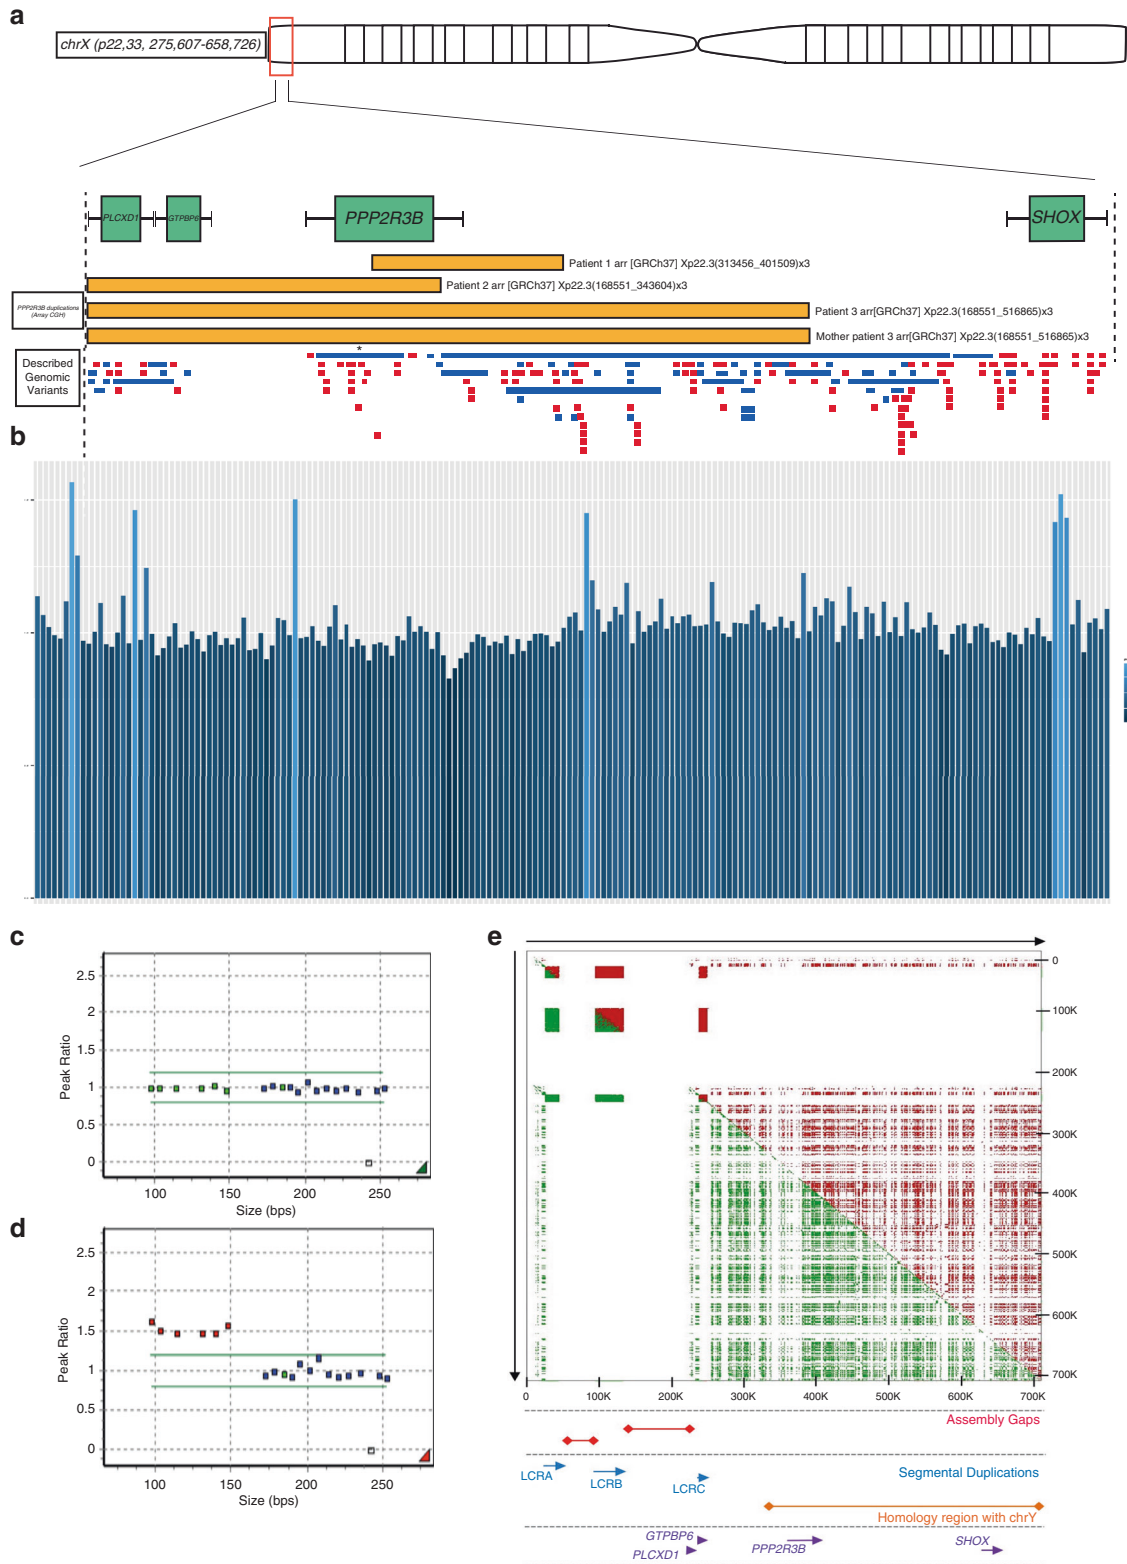 a
chrX (p22,33, 275,607-658,726)
PLCXD1
GTPBP6
PPP2R3B
SHOX
Patient 1 arr [GRCh37] Xp22.3(313456_401509)x3
Patient 2 arr [GRCh37] Xp22.3(168551_343604)x3
PPP2R3B duplications
(Array CGH)
Patient 3 arr[GRCh37] Xp22.3(168551_516865)x3
Mother patient 3 arr[GRCh37] Xp22.3(168551_516865)x3
*
Described
Genomic
Variants
b
c
2.5
2
1.5
1
0.5
0
Peak Ratio
100
150
200
250
Size (bps)
d
2.5
2
1.5
1
0.5
0
Peak Ratio
100
150
200
250
Size (bps)
e
0
100K
200K
300K
400K
500K
600K
700K
0
100K
200K
300K
400K
500K
600K
700K
Assembly Gaps
LCRA
LCRB
LCRC
Segmental Duplications
Homology region with chrY
GTPBP6
PLCXD1
PPP2R3B
SHOX